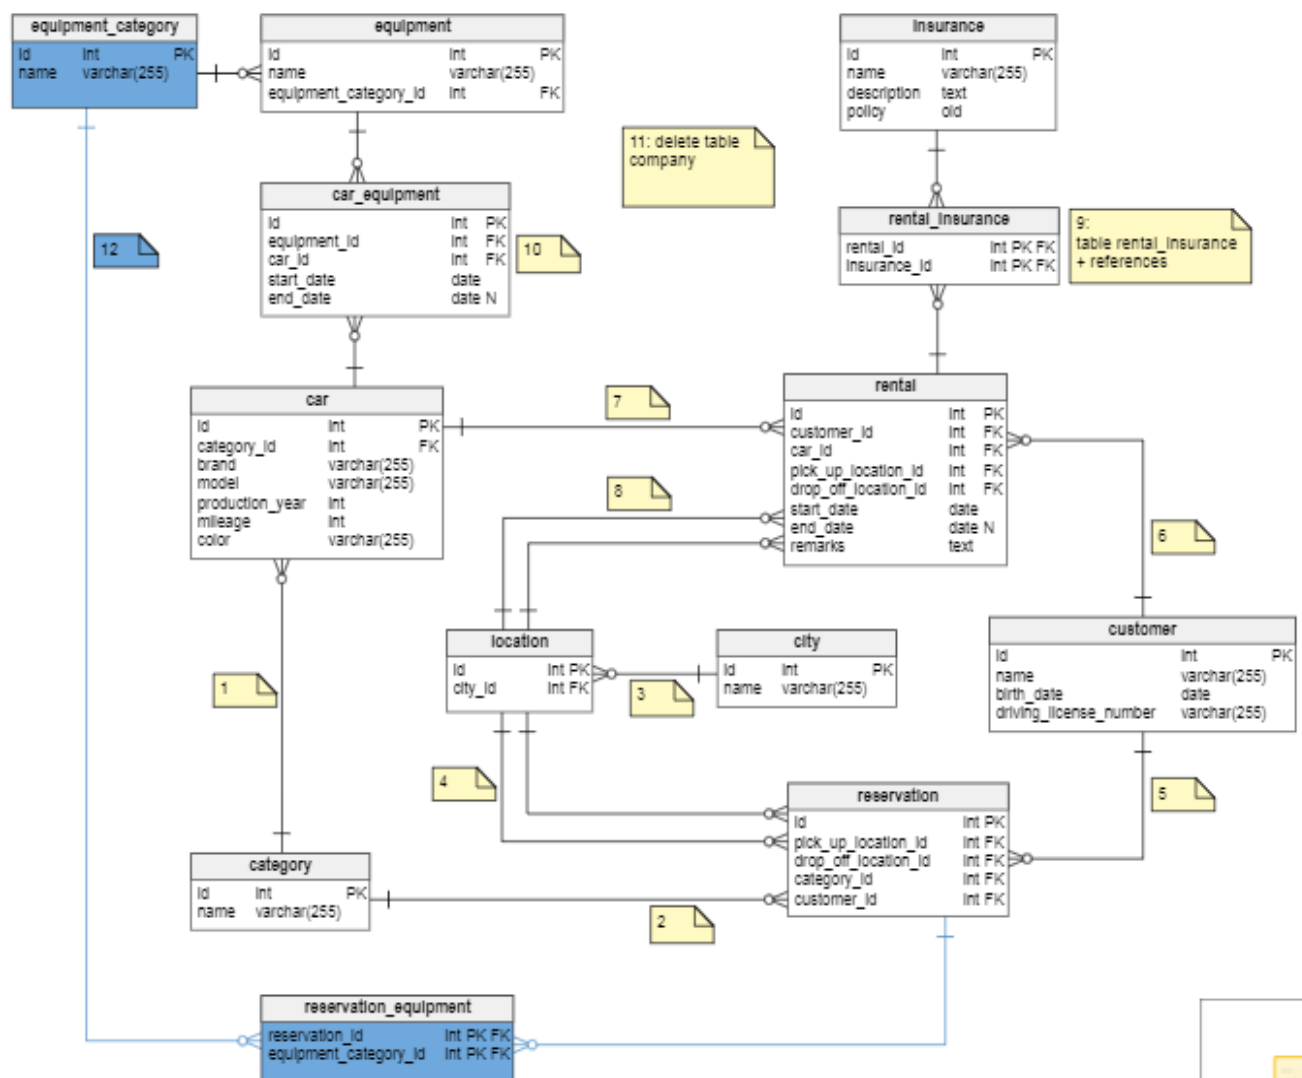 equipment_category
id int PK
name varchar(255)
equipment
id int PK
name varchar(255)
equipment_category_id int FK
insurance
id int PK
name varchar(255)
description text
policy oid
11: delete table
company
car_equipment
id int PK
equipment_id int FK
car_id int FK
start_date date
end_date date N
10
rental_insurance
rental_id int PK FK
insurance_id int PK FK
9:
table rental_insurance
+ references
12
car
id int PK
category_id int FK
brand varchar(255)
model varchar(255)
production_year int
mileage int
color varchar(255)
7
8
rental
id int PK
customer_id int FK
car_id int FK
pick_up_location_id int FK
drop_off_location_id int FK
start_date date
end_date date N
remarks text
6
location
id int PK
city_id int FK
city
id int PK
name varchar(255)
customer
id int PK
name varchar(255)
birth_date date
driving_license_number varchar(255)
1
3
4
5
reservation
id int PK
pick_up_location_id int FK
drop_off_location_id int FK
category_id int FK
customer_id int FK
category
id int PK
name varchar(255)
2
reservation_equipment
reservation_id int PK FK
equipment_category_id int PK FK